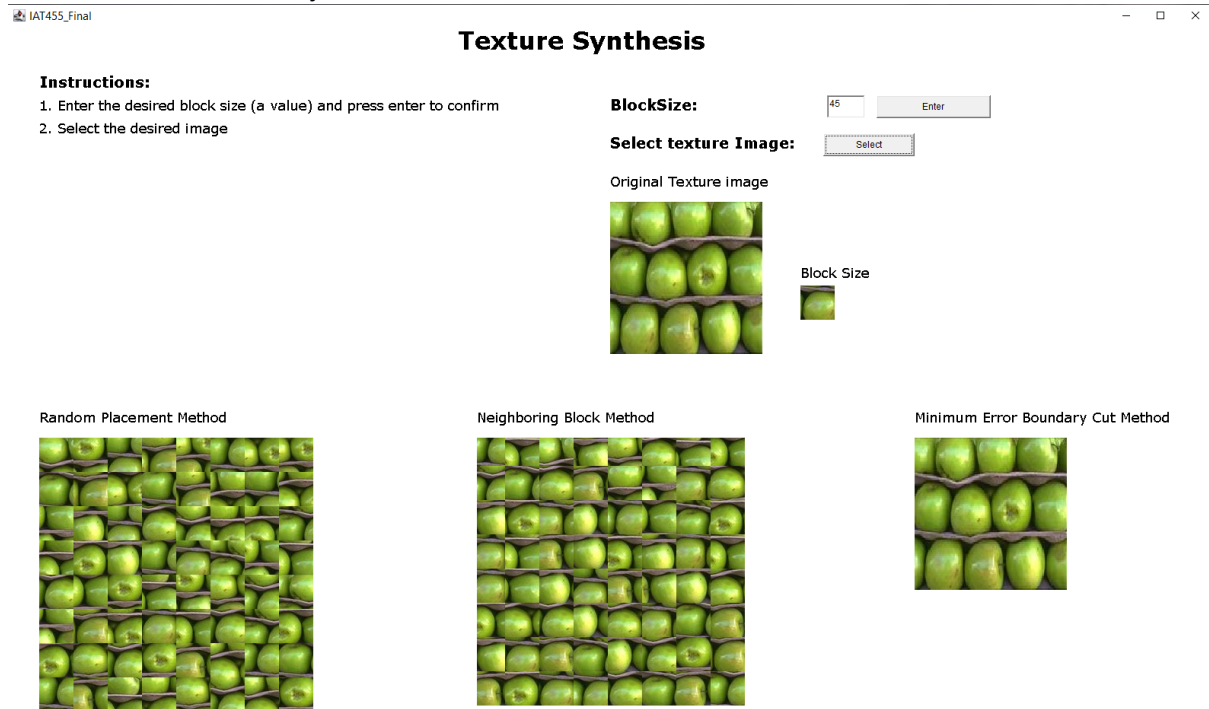 IAT455_Final
Texture Synthesis
Instructions:
1. Enter the desired block size (a value) and press enter to confirm
2. Select the desired image
BlockSize: 45 Enter
Select texture Image: Select
Original Texture image
Block Size
Random Placement Method
Neighboring Block Method
Minimum Error Boundary Cut Method